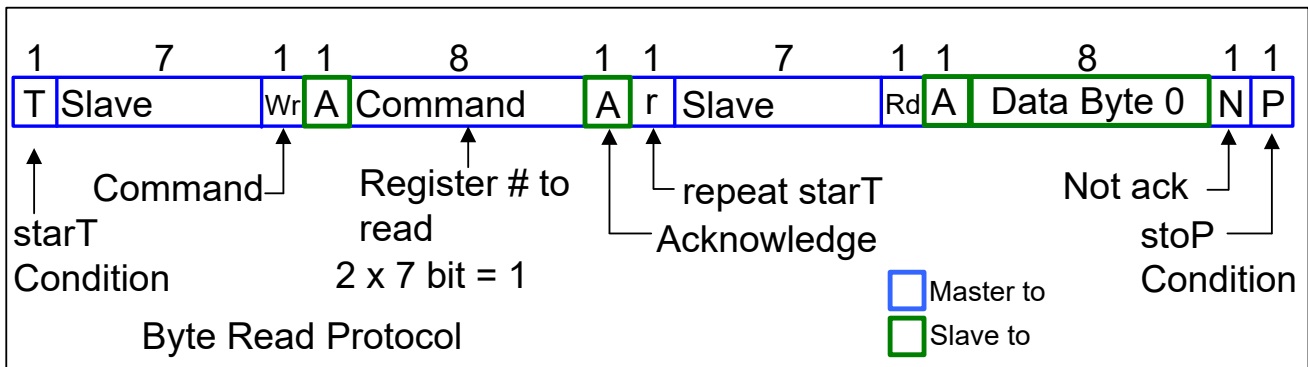 1 7 1 1 8 1 1 7 1 1 8 1 1
T Slave Wr A Command A r Slave Rd A Data Byte 0 N P
Command
Register # to
read
2 x 7 bit = 1
repeat starT
Acknowledge
Not ack
starT
Condition
stoP
Condition
Master to
Slave to
Byte Read Protocol